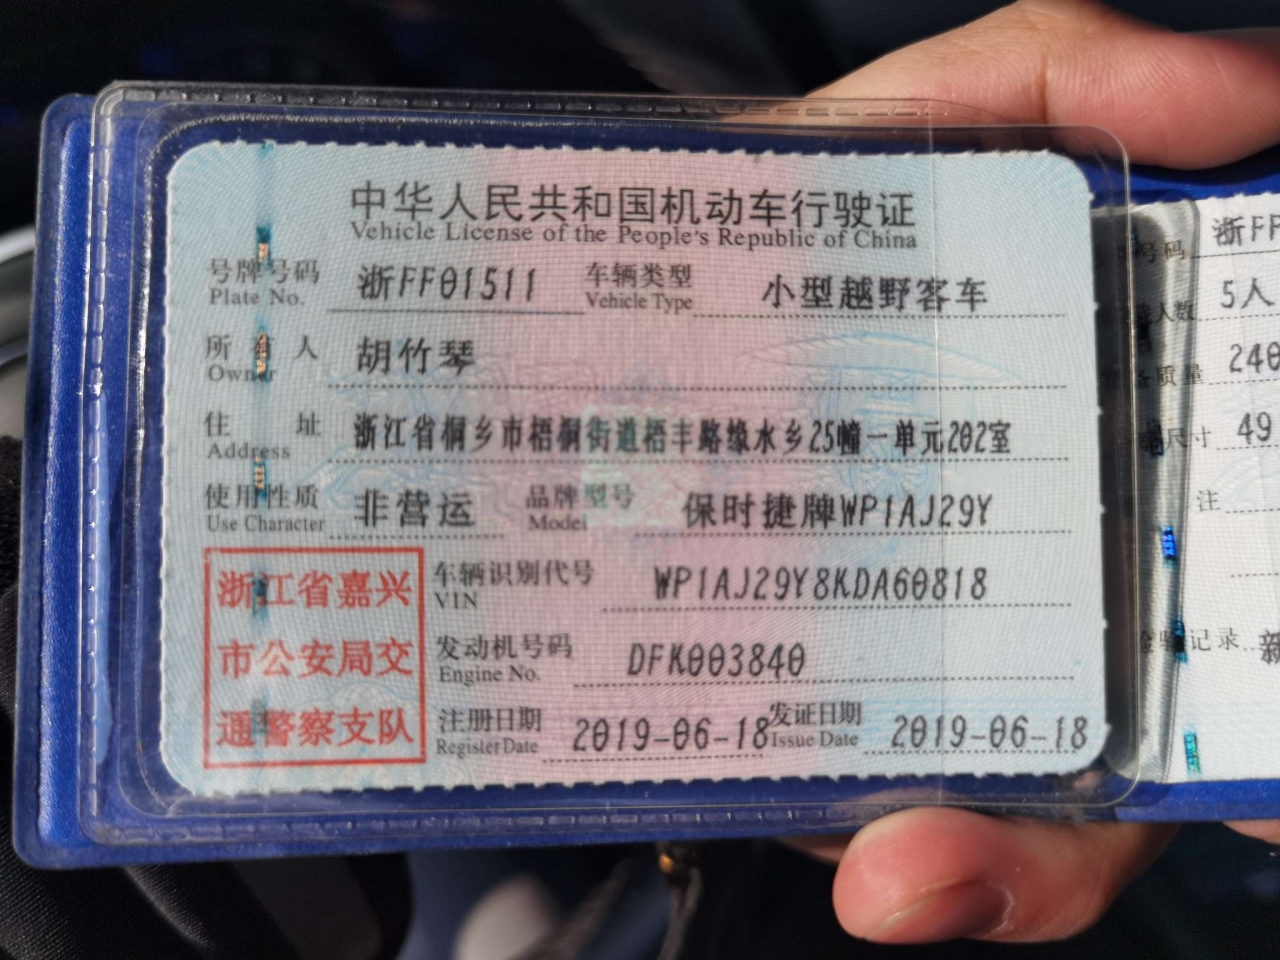 中华人民共和国机动车行驶证
Vehicle License of the People's Republic of China
号牌号码 浙FF01511 车辆类型 小型越野客车
Plate No. Vehicle Type
所有人 胡竹琴
Owner
住址 浙江省桐乡市梧桐街道梧丰路缘水乡25幢一单元202室
Address
使用性质 非营运 品牌型号 保时捷牌WP1AJ29Y
Use Character Model
浙江省嘉兴
市公安局交
通警察支队
车辆识别代号 WP1AJ29Y8KDA60818
VIN
发动机号码 DFK003840
Engine No.
注册日期 2019-06-18 发证日期 2019-06-18
Register Date Issue Date
号码 浙FF
人数 5人
质量 240
尺寸 49
注
记录 新